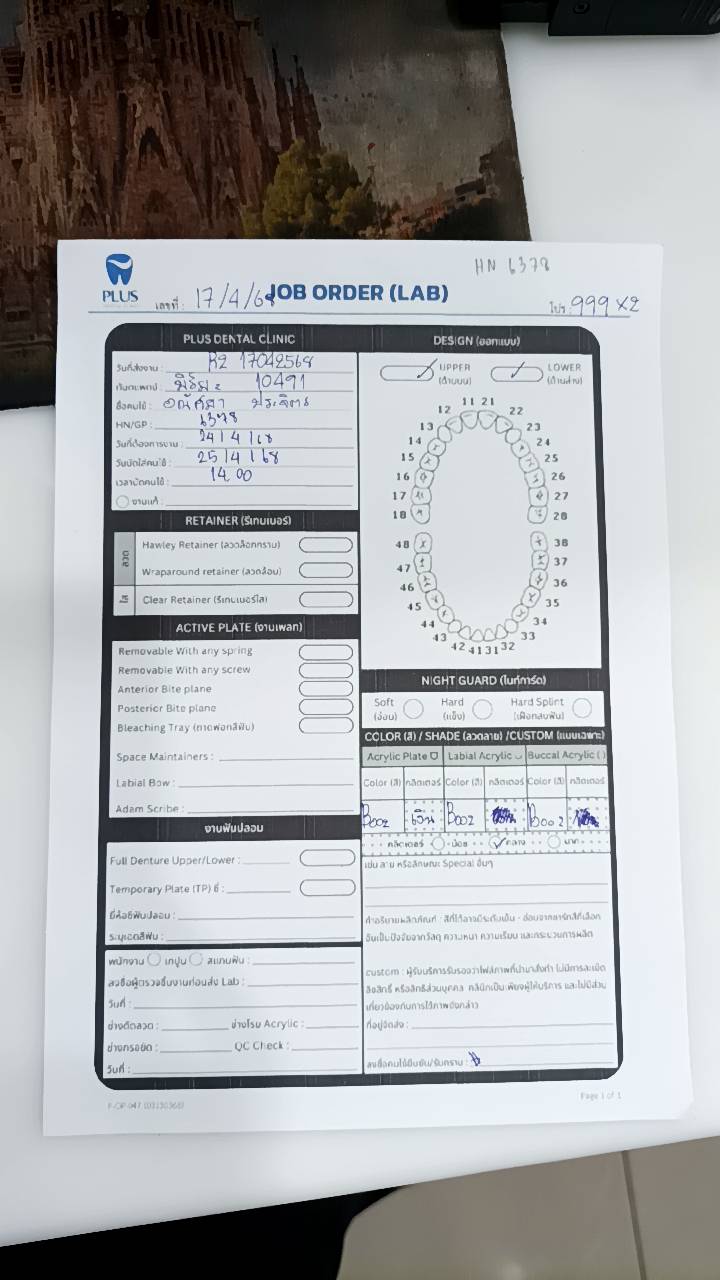 HN 6378
PLUS
เลขที่ : 17/4/68
JOB ORDER (LAB)
โปร : 999 x2
PLUS DENTAL CLINIC
วันที่ส่งงาน : R2 17042568
ทันตแพทย์ : 10491
ชื่อคนไข้ :
HN/GP : 6378
วันที่ต้องการงาน : 24/4/68
วันนัดใส่คนไข้ : 25/4/68
เวลานัดคนไข้ : 14.00
งานแก้ :
RETAINER (รีเทนเนอร์)
ลวด
Hawley Retainer (ลวดล็อกกราม)
Wraparound retainer (ลวดอ้อม)
ใส
Clear Retainer (รีเทนเนอร์ใส)
ACTIVE PLATE (งานเพลท)
Removable With any spring
Removable With any screw
Anterior Bite plane
Posterior Bite plane
Bleaching Tray (ถาดฟอกสีฟัน)
Space Maintainers :
Labial Bow :
Adam Scribe :
งานฟันปลอม
Full Denture Upper/Lower :
Temporary Plate (TP) 6 :
ยี่ห้อซี่ฟันปลอม :
ระบุเฉดสีฟัน :
พนักงาน พิมพ์ปูน สแกนฟัน :
ลงชื่อผู้ตรวจชิ้นงานก่อนส่ง Lab :
วันที่ :
ช่างดัดลวด : ช่างโรย Acrylic :
ช่างกรอขัด : QC Check :
วันที่ :
DESIGN (ออกแบบ)
UPPER (ด้านบน)
LOWER (ด้านล่าง)
11 21
12 22
13 23
14 24
15 25
16 26
17 27
18 28
48 38
47 37
46 36
45 35
44 34
43 33
42 41 31 32
NIGHT GUARD (ไนท์การ์ด)
Soft (อ่อน)
Hard (แข็ง)
Hard Splint (เฝือกสบฟัน)
COLOR (สี) / SHADE (ลวดลาย) /CUSTOM (แบบเฉพาะ)
Acrylic Plate Labial Acrylic Buccal Acrylic ( )
Color (สี) กลิตเตอร์ Color (สี) กลิตเตอร์ Color (สี) กลิตเตอร์
B002 เงิน B002 B002
กลิตเตอร์ น้อย กลาง มาก
เช่น ลาย หรือลักษณะ Special อื่นๆ
คำอธิบายผลิตภัณฑ์ : สีที่ได้อาจมีระดับเข้ม - อ่อนจากชาร์ทสีที่เลือก
อันเป็นปัจจัยจากวัสดุ ความหนา ความเรียบ และกระบวนการผลิต
custom : ผู้รับบริการรับรองว่าไฟล์ภาพที่นำมาสั่งทำ ไม่มีการละเมิด
ลิขสิทธิ์ หรือสิทธิส่วนบุคคล คลินิกเป็นเพียงผู้ให้บริการ และไม่มีส่วน
เกี่ยวข้องกับการใช้ภาพดังกล่าว
ที่อยู่จัดส่ง :
ลงชื่อคนไข้ยืนยัน/รับทราบ :
Page 1 of 1